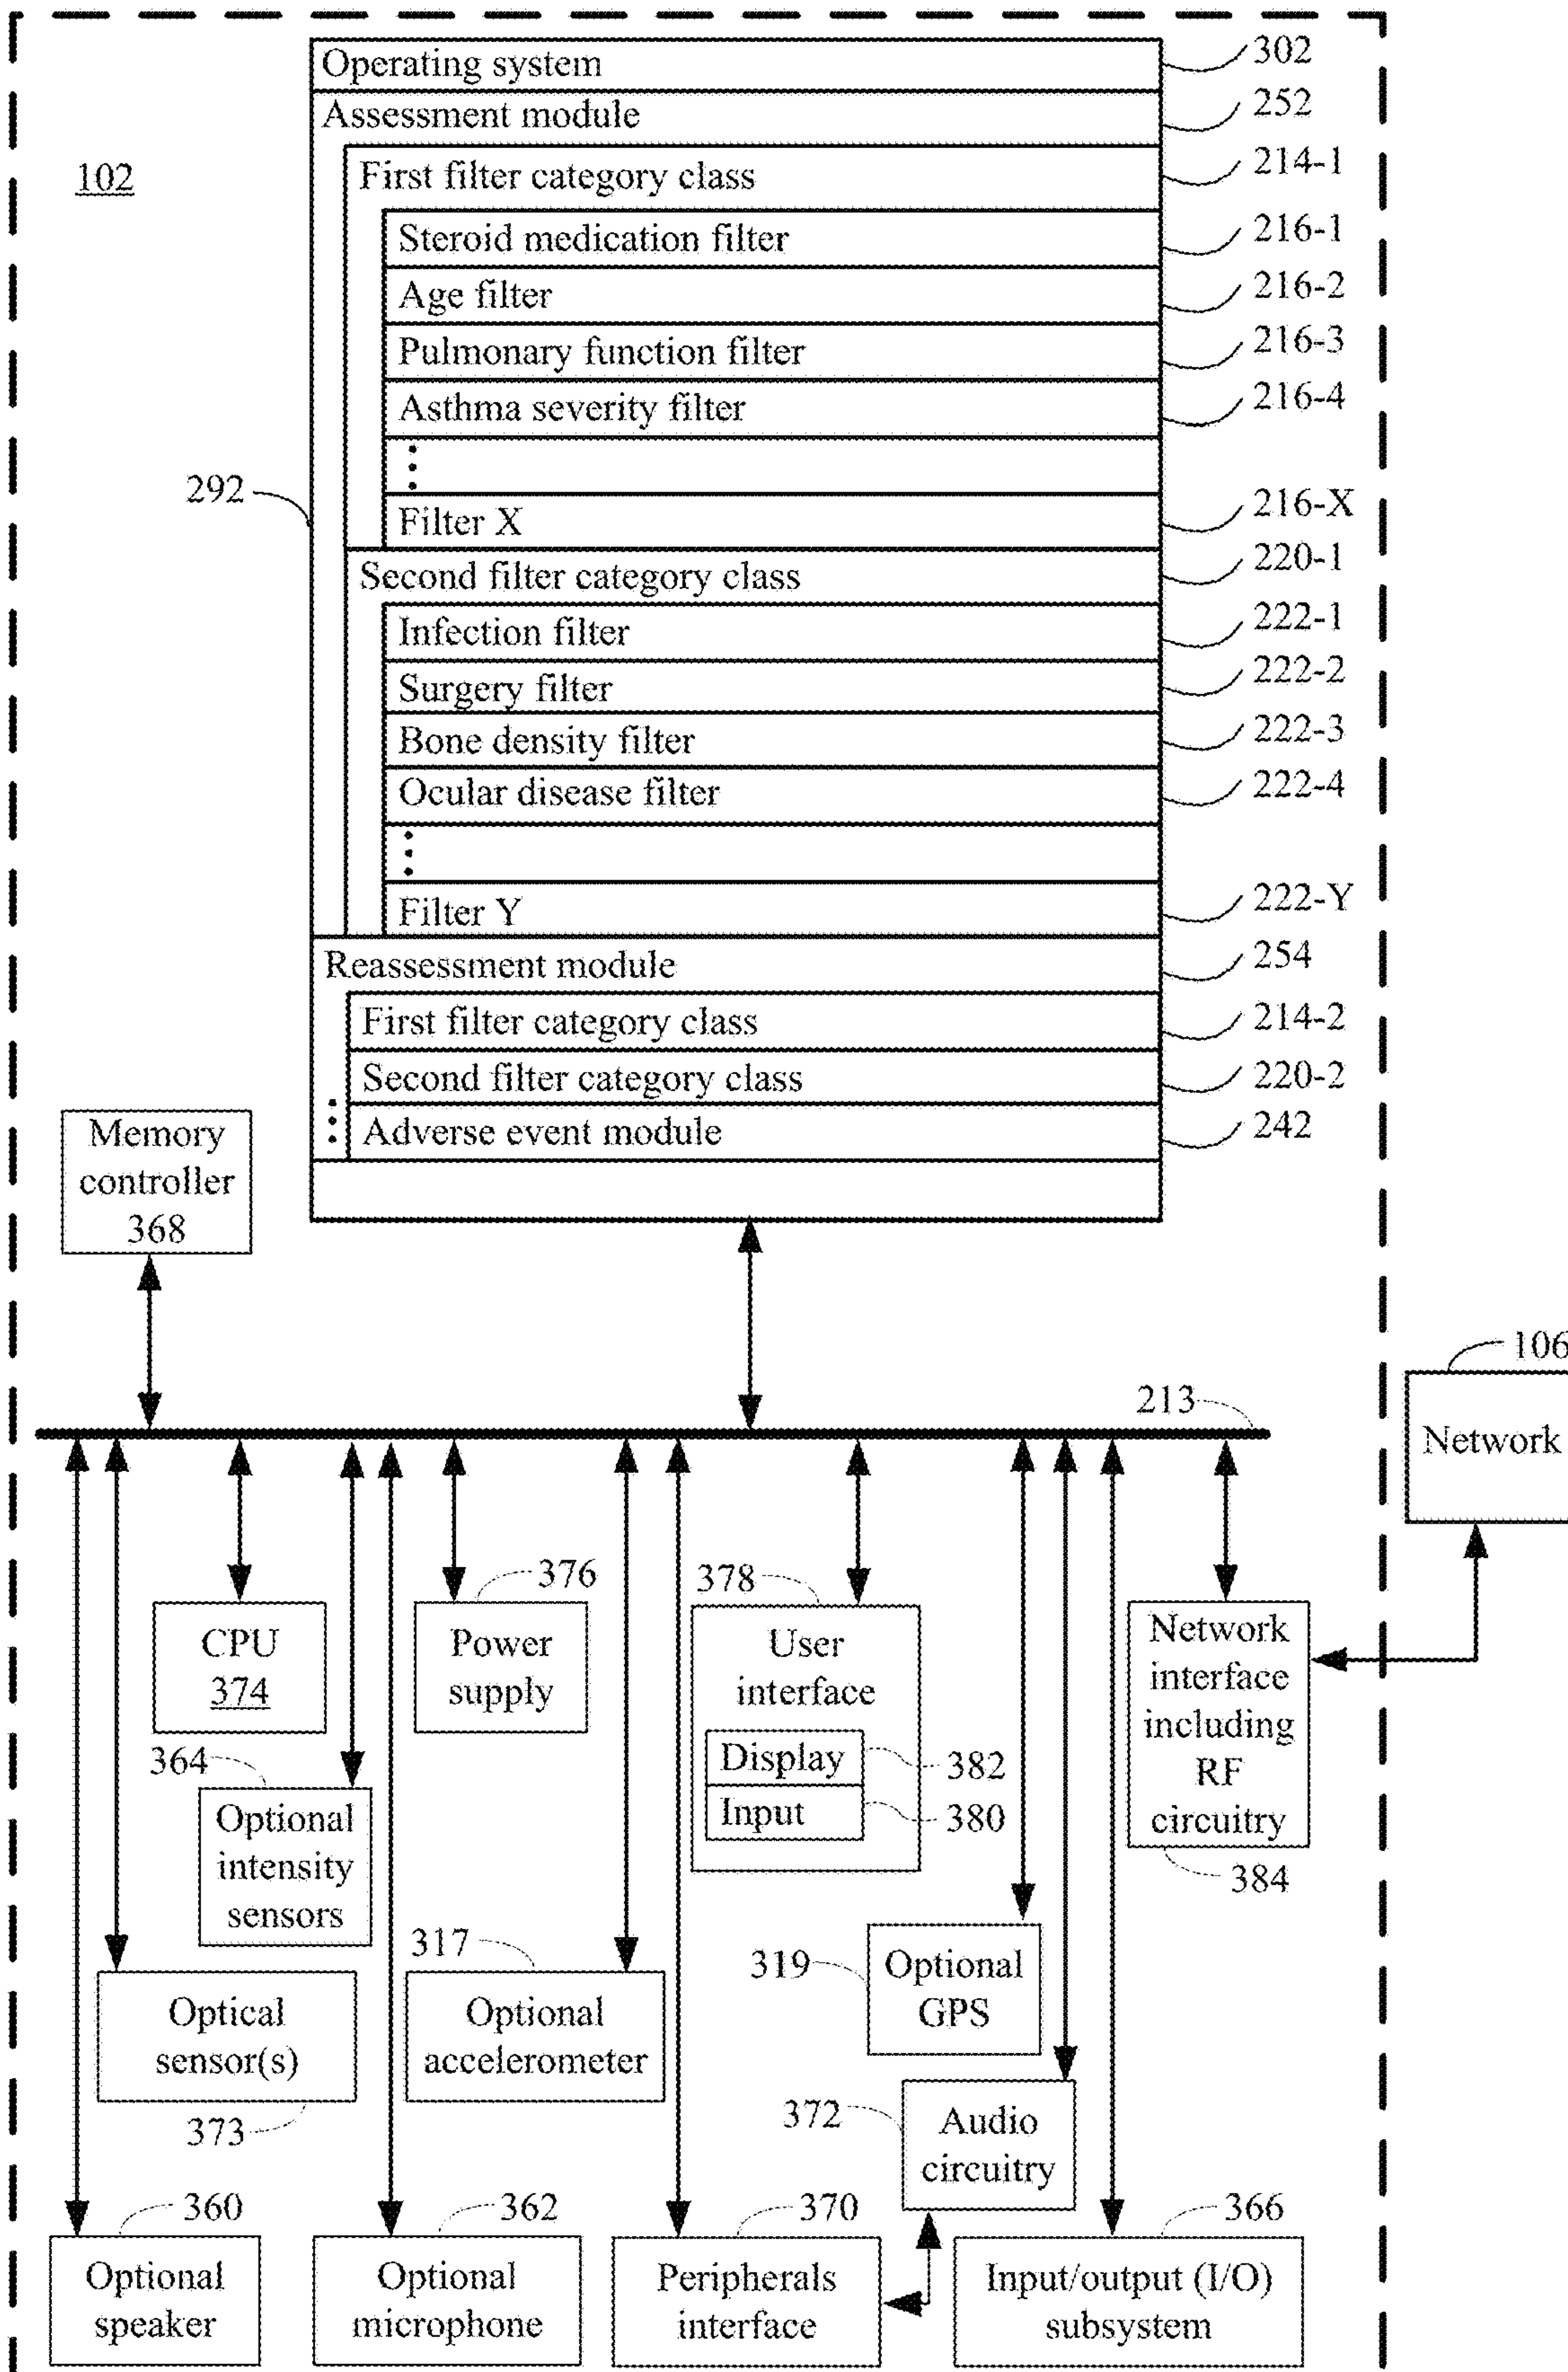 Operating system
302
Assessment module
252
102
First filter category class
214-1
Steroid medication filter
216-1
Age filter
216-2
Pulmonary function filter
216-3
Asthma severity filter
216-4
292
Filter X
216-X
Second filter category class
220-1
Infection filter
222-1
Surgery filter
222-2
Bone density filter
222-3
Ocular disease filter
222-4
Filter Y
222-Y
Reassessment module
254
First filter category class
214-2
Second filter category class
220-2
Adverse event module
242
Memory
controller
368
106
Network
213
CPU
374
376
Power
supply
378
User
interface
Display
382
Input
380
Network
interface
including
RF
circuitry
384
364
Optional
intensity
sensors
Optical
sensor(s)
373
317
Optional
accelerometer
319
Optional
GPS
372
Audio
circuitry
360
Optional
speaker
362
Optional
microphone
370
Peripherals
interface
366
Input/output (I/O)
subsystem